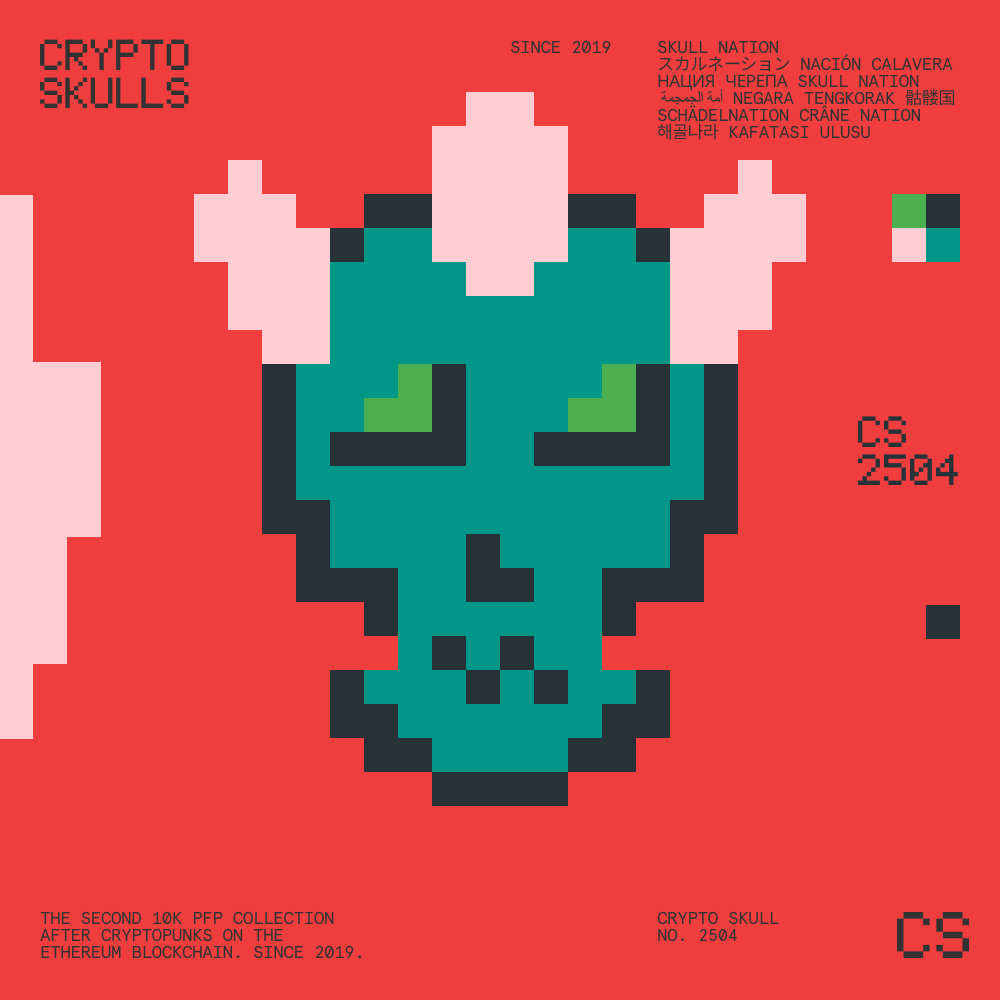 CRYPTO
SKULLS
SINCE 2019
SKULL NATION
スカルネーション NACIÓN CALAVERA
НАЦИЯ ЧЕРЕПА SKULL NATION
أمة الجمجمة NEGARA TENGKORAK 骷髅国
SCHÄDELNATION CRÂNE NATION
해골나라 KAFATASI ULUSU
CS
2504
THE SECOND 10K PFP COLLECTION
AFTER CRYPTOPUNKS ON THE
ETHEREUM BLOCKCHAIN. SINCE 2019.
CRYPTO SKULL
NO. 2504
CS